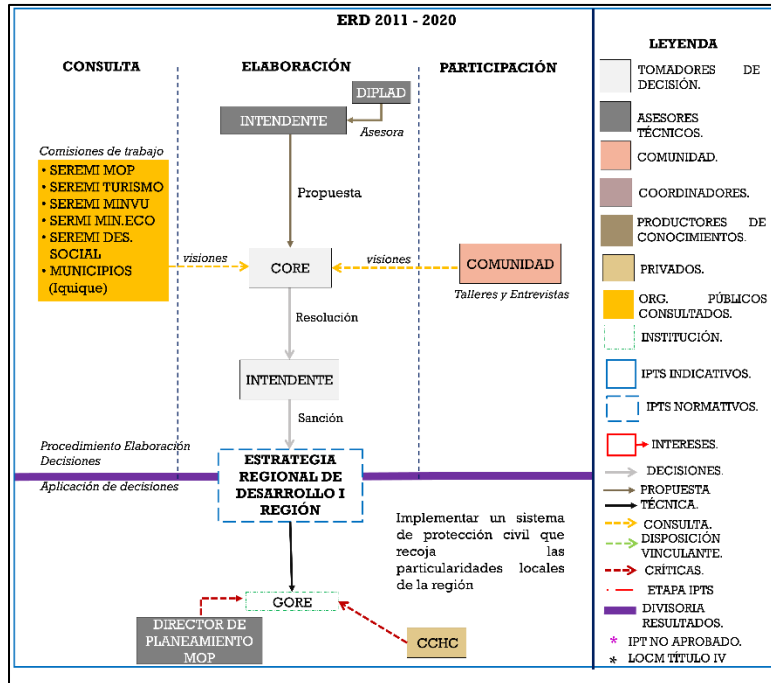 ERD 2011 - 2020
CONSULTA
ELABORACIÓN
PARTICIPACIÓN
DIPLAD
INTENDENTE
Asesora
Comisiones de trabajo
• SEREMI MOP
• SEREMI TURISMO
• SEREMI MINVU
• SERMI MIN.ECO
• SEREMI DES.
SOCIAL
• MUNICIPIOS
(Iquique)
Propuesta
visiones
CORE
visiones
COMUNIDAD
Talleres y Entrevistas
Resolución
INTENDENTE
Sanción
Procedimiento Elaboración
Decisiones
Aplicación de decisiones
ESTRATEGIA
REGIONAL DE
DESARROLLO I
REGIÓN
Implementar un sistema
de protección civil que
recoja las
particularidades locales
de la región
GORE
DIRECTOR DE
PLANEAMIENTO
MOP
CCHC
LEYENDA
TOMADORES DE
DECISIÓN.
ASESORES
TÉCNICOS.
COMUNIDAD.
COORDINADORES.
PRODUCTORES DE
CONOCIMIENTOS.
PRIVADOS.
ORG. PÚBLICOS
CONSULTADOS.
INSTITUCIÓN.
IPTS INDICATIVOS.
IPTS NORMATIVOS.
INTERESES.
DECISIONES.
PROPUESTA
TÉCNICA.
CONSULTA.
DISPOSICIÓN
VINCULANTE.
CRÍTICAS.
ETAPA IPTS
DIVISORIA
RESULTADOS.
* IPT NO APROBADO.
* LOCM TÍTULO IV